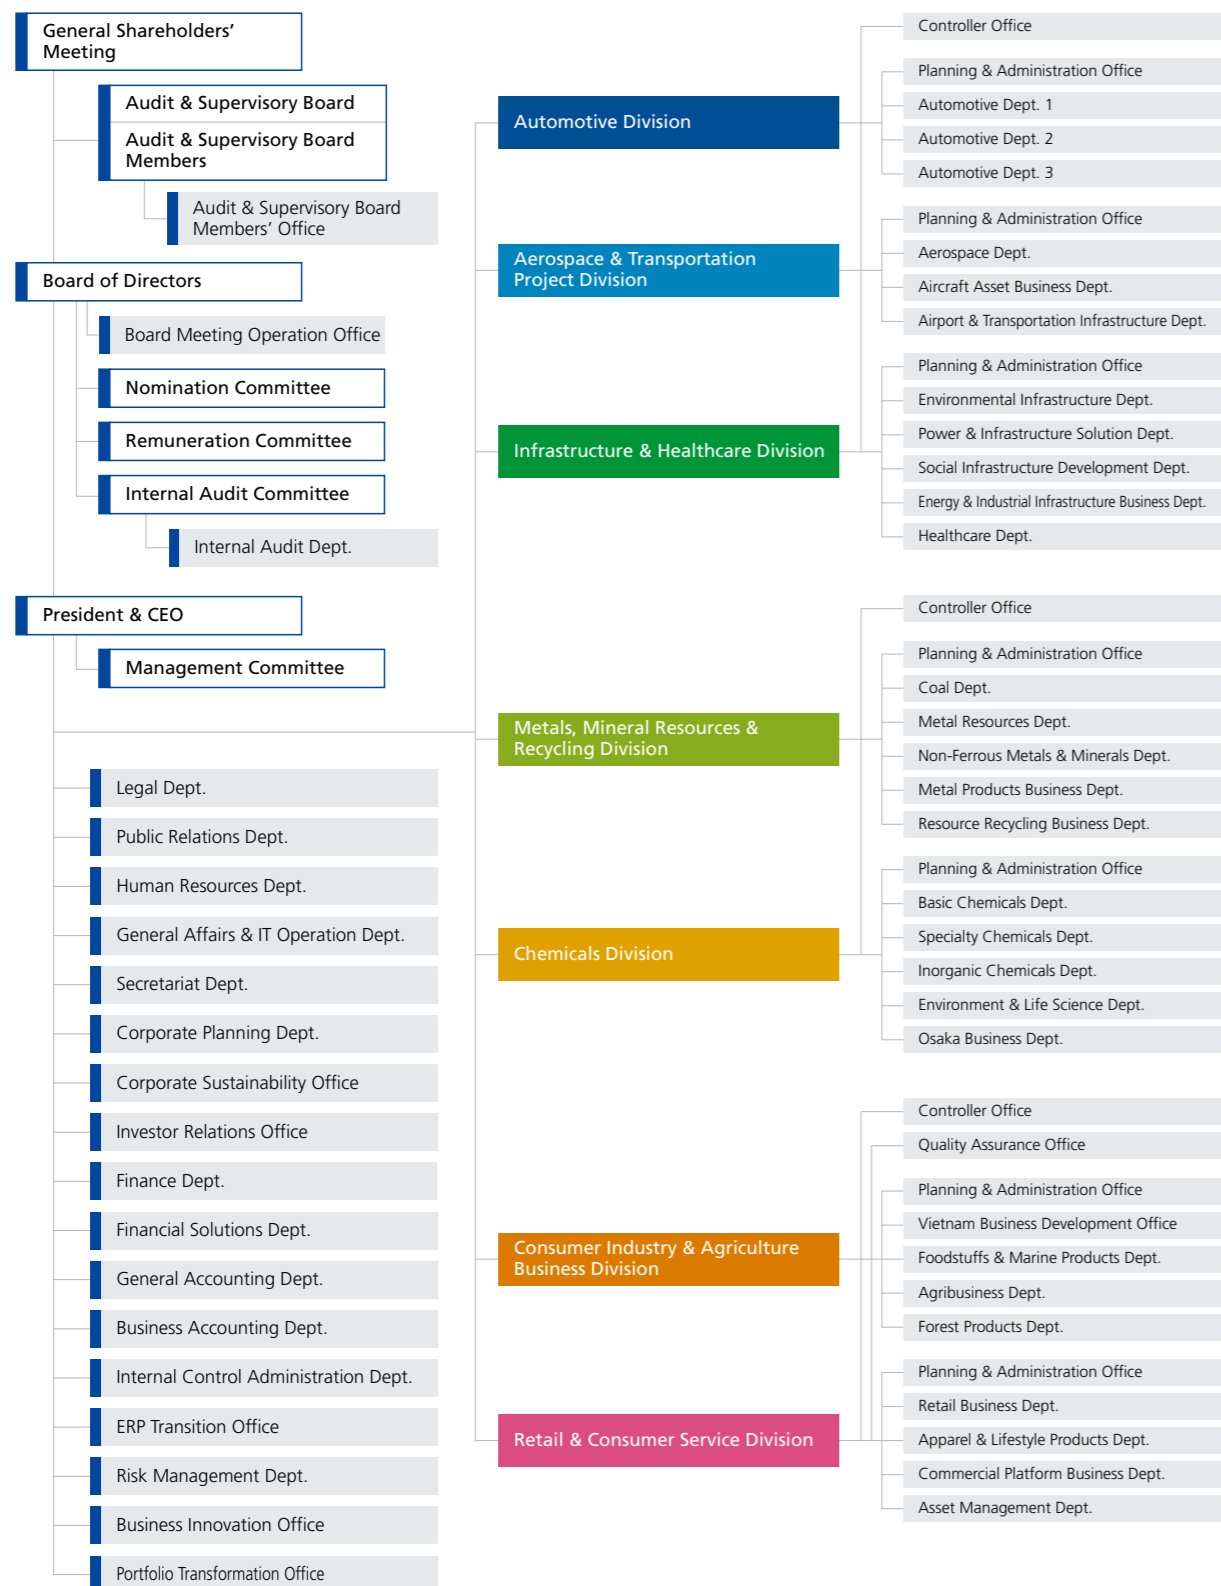 General Shareholders’
Meeting
Audit & Supervisory Board
Audit & Supervisory Board
Members
Audit & Supervisory Board
Members’ Office
Board of Directors
Board Meeting Operation Office
Nomination Committee
Remuneration Committee
Internal Audit Committee
Internal Audit Dept.
President & CEO
Management Committee
Legal Dept.
Public Relations Dept.
Human Resources Dept.
General Affairs & IT Operation Dept.
Secretariat Dept.
Corporate Planning Dept.
Corporate Sustainability Office
Investor Relations Office
Finance Dept.
Financial Solutions Dept.
General Accounting Dept.
Business Accounting Dept.
Internal Control Administration Dept.
ERP Transition Office
Risk Management Dept.
Business Innovation Office
Portfolio Transformation Office
Automotive Division
Controller Office
Planning & Administration Office
Automotive Dept. 1
Automotive Dept. 2
Automotive Dept. 3
Aerospace & Transportation
Project Division
Planning & Administration Office
Aerospace Dept.
Aircraft Asset Business Dept.
Airport & Transportation Infrastructure Dept.
Infrastructure & Healthcare Division
Planning & Administration Office
Environmental Infrastructure Dept.
Power & Infrastructure Solution Dept.
Social Infrastructure Development Dept.
Energy & Industrial Infrastructure Business Dept.
Healthcare Dept.
Metals, Mineral Resources &
Recycling Division
Controller Office
Planning & Administration Office
Coal Dept.
Metal Resources Dept.
Non-Ferrous Metals & Minerals Dept.
Metal Products Business Dept.
Resource Recycling Business Dept.
Chemicals Division
Planning & Administration Office
Basic Chemicals Dept.
Specialty Chemicals Dept.
Inorganic Chemicals Dept.
Environment & Life Science Dept.
Osaka Business Dept.
Consumer Industry & Agriculture
Business Division
Controller Office
Quality Assurance Office
Planning & Administration Office
Vietnam Business Development Office
Foodstuffs & Marine Products Dept.
Agribusiness Dept.
Forest Products Dept.
Retail & Consumer Service Division
Planning & Administration Office
Retail Business Dept.
Apparel & Lifestyle Products Dept.
Commercial Platform Business Dept.
Asset Management Dept.